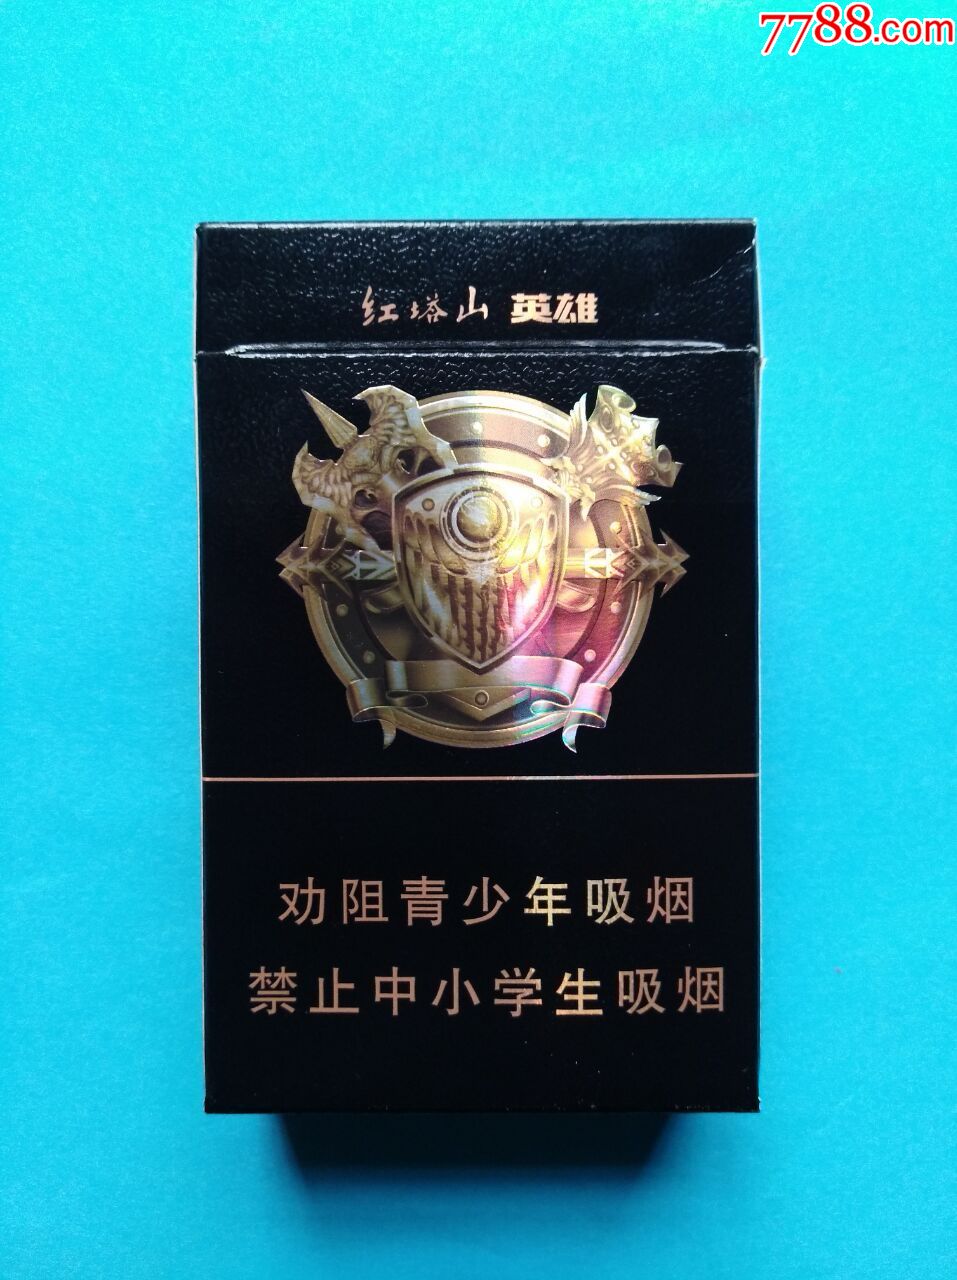 7788.com
红塔山 英雄
劝阻青少年吸烟
禁止中小学生吸烟